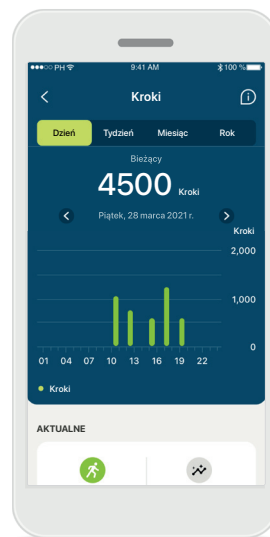 PH 9:41 AM 100 %
Kroki
Dzień Tydzień Miesiąc Rok
Bieżący
4500 Kroki
Piątek, 28 marca 2021 r.
Kroki
2,000
1,000
0
01 04 07 10 13 16 19 22
Kroki
AKTUALNE